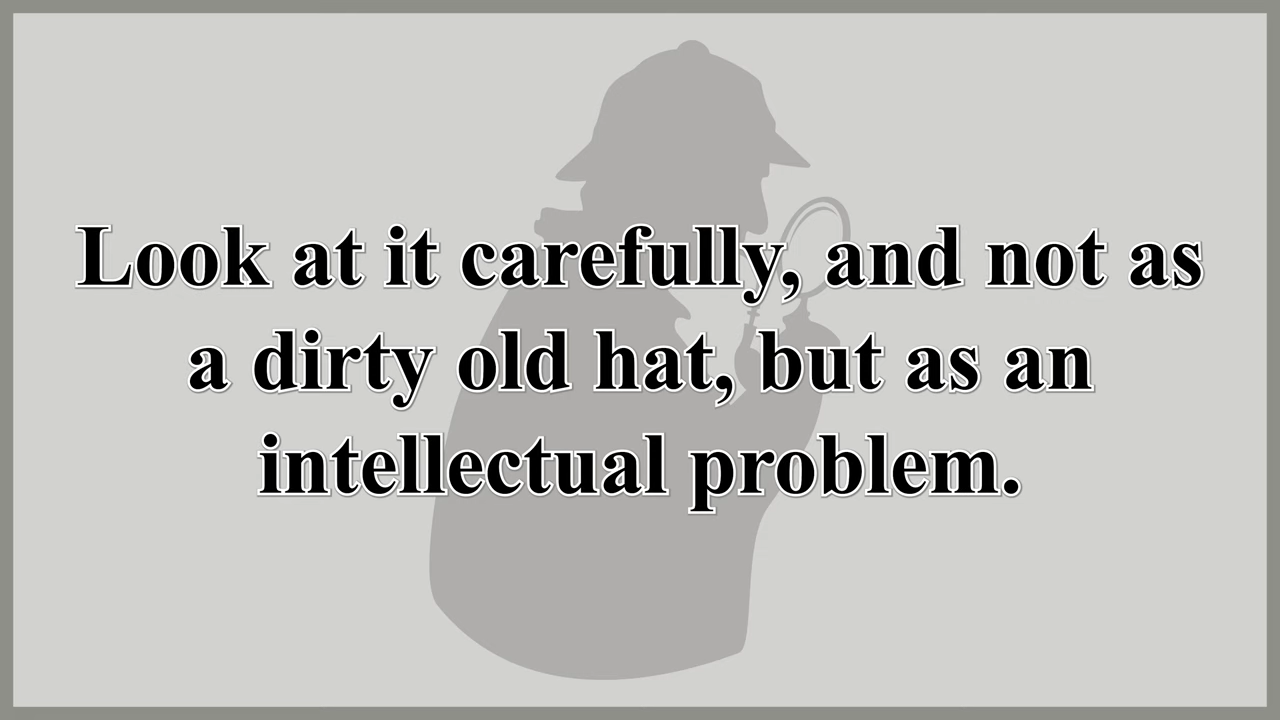 Look at it carefully, and not as
a dirty old hat, but as an
intellectual problem.